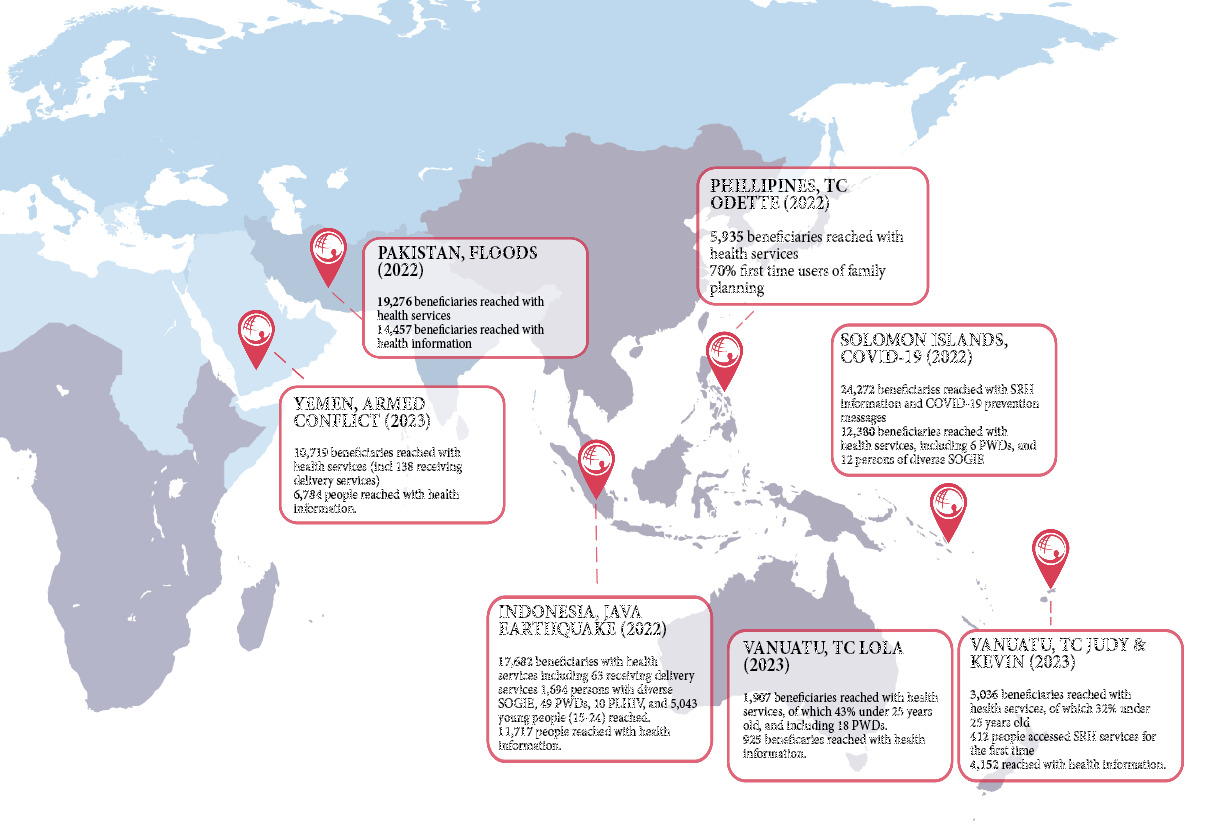 PHILLIPINES, TC
ODETTE (2022)
5,935 beneficiaries reached with
health services
70% first time users of family
planning
PAKISTAN, FLOODS
(2022)
19,276 beneficiaries reached with
health services
14,457 beneficiaries reached with
health information
SOLOMON ISLANDS,
COVID-19 (2022)
24,272 beneficiaries reached with SRH
information and COVID-19 prevention
messages
12,380 beneficiaries reached with
health services, including 6 PWDs, and
12 persons of diverse SOGIE
YEMEN, ARMED
CONFLICT (2023)
10,719 beneficiaries reached with
health services (incl 138 receiving
delivery services)
6,784 people reached with health
information.
INDONESIA, JAVA
EARTHQUAKE (2022)
17,682 beneficiaries with health
services including 63 receiving delivery
services 1,694 persons with diverse
SOGIE, 49 PWDs, 10 PLHIV, and 5,043
young people (15-24) reached.
11,717 people reached with health
information.
VANUATU, TC LOLA
(2023)
1,907 beneficiaries reached with health
services, of which 43% under 25 years
old, and including 18 PWDs.
925 beneficaries reached with health
information.
VANUATU, TC JUDY &
KEVIN (2023)
3,036 beneficiaries reached with
health services, of which 32% under
25 years old
412 people accessed SRH services for
the first time
4,152 reached with health information.